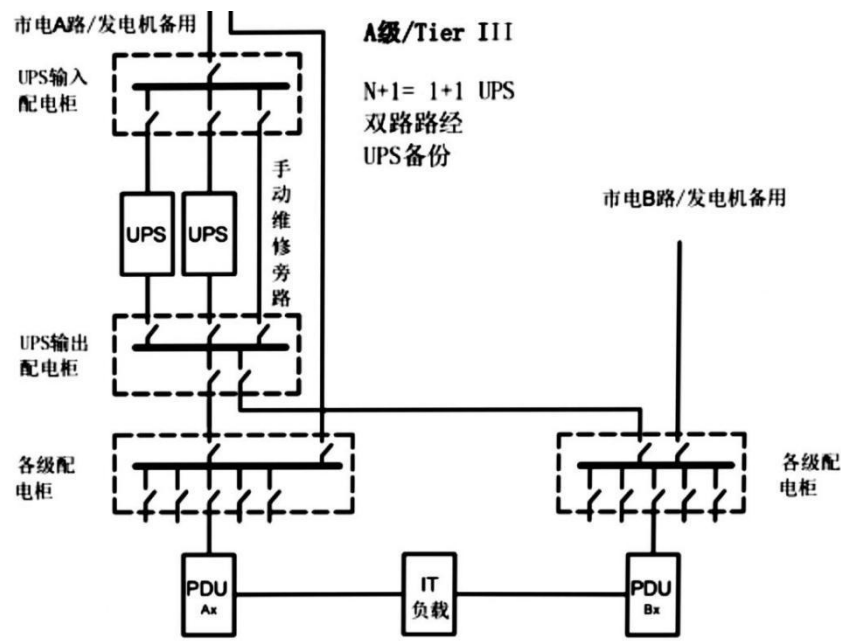 市电A路/发电机备用
A级/Tier III
UPS输入
配电柜
N+1= 1+1 UPS
双路路经
UPS备份
手动维修旁路
市电B路/发电机备用
UPS
UPS
UPS输出
配电柜
各级配
电柜
各级配
电柜
PDU
Ax
IT
负载
PDU
Bx